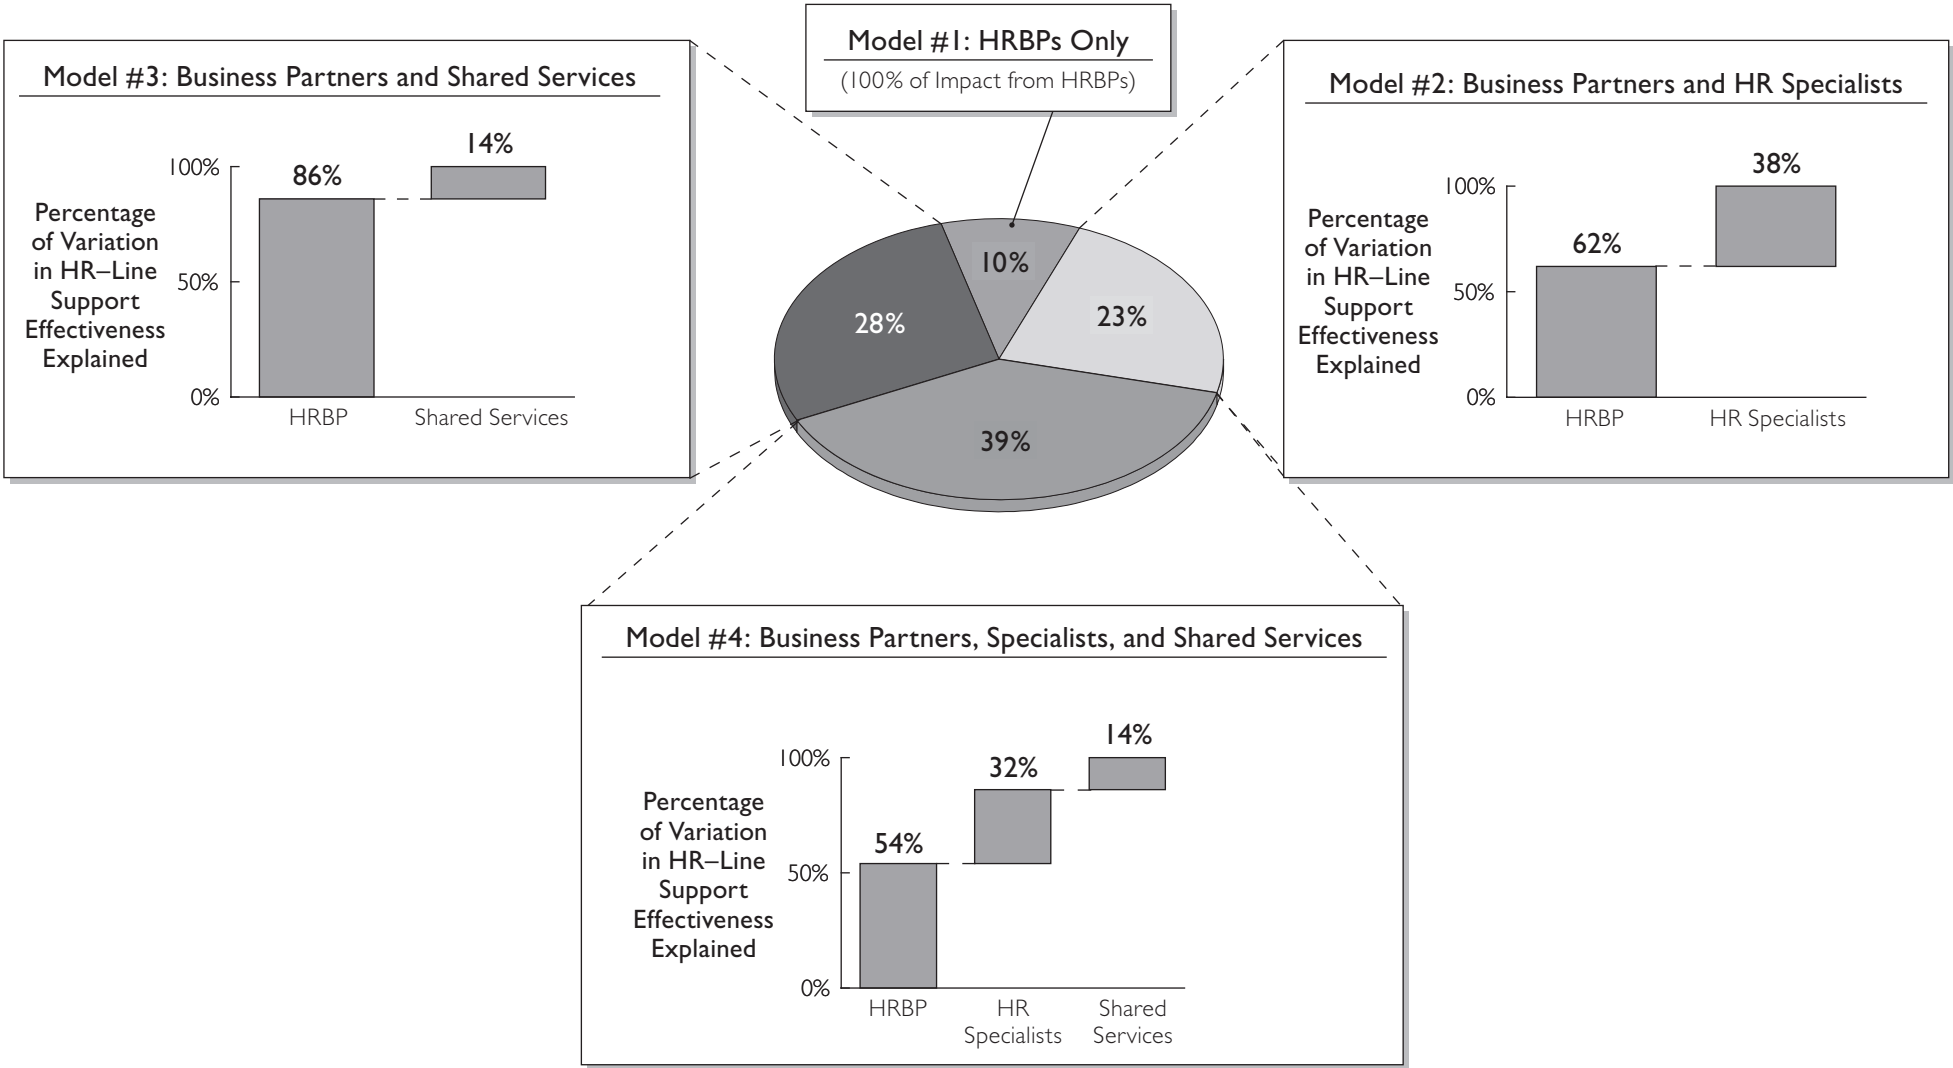 Model #1: HRBPs Only
(100% of Impact from HRBPs)
Model #3: Business Partners and Shared Services
14%
100%
86%
Percentage
of Variation
in HR–Line
Support
Effectiveness
Explained
50%
0%
HRBP
Shared Services
Model #2: Business Partners and HR Specialists
38%
100%
62%
Percentage
of Variation
in HR–Line
Support
Effectiveness
Explained
50%
0%
HRBP
HR Specialists
10%
28%
23%
39%
Model #4: Business Partners, Specialists, and Shared Services
14%
100%
32%
Percentage
of Variation
in HR–Line
Support
Effectiveness
Explained
54%
50%
0%
HRBP
HR
Specialists
Shared
Services